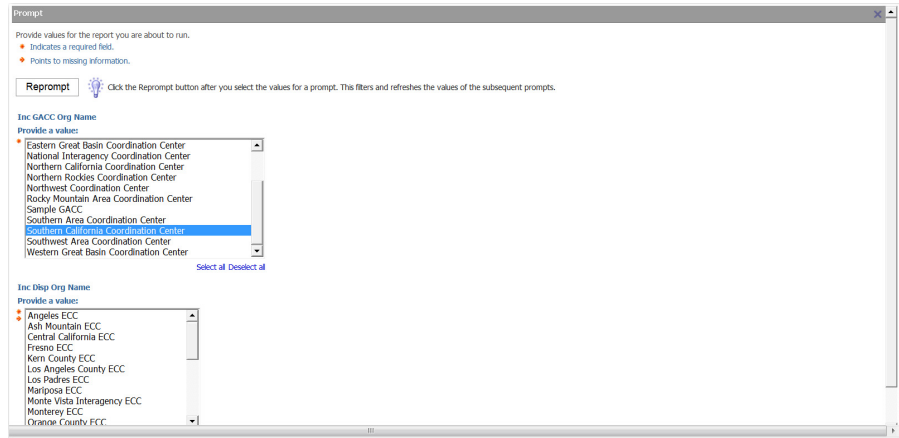 Prompt
Provide values for the report you are about to run.
Indicates a required field.
Points to missing information.
Reprompt
Click the Reprompt button after you select the values for a prompt. This filters and refreshes the values of the subsequent prompts.
Inc GACC Org Name
Provide a value:
Eastern Great Basin Coordination Center
National Interagency Coordination Center
Northern California Coordination Center
Northern Rockies Coordination Center
Northwest Coordination Center
Rocky Mountain Area Coordination Center
Sample GACC
Southern Area Coordination Center
Southern California Coordination Center
Southwest Area Coordination Center
Western Great Basin Coordination Center
Select all Deselect all
Inc Disp Org Name
Provide a value:
Angeles ECC
Ash Mountain ECC
Central California ECC
Fresno ECC
Kern County ECC
Los Angeles County ECC
Los Padres ECC
Mariposa ECC
Monte Vista Interagency ECC
Monterey ECC
Orange County ECC